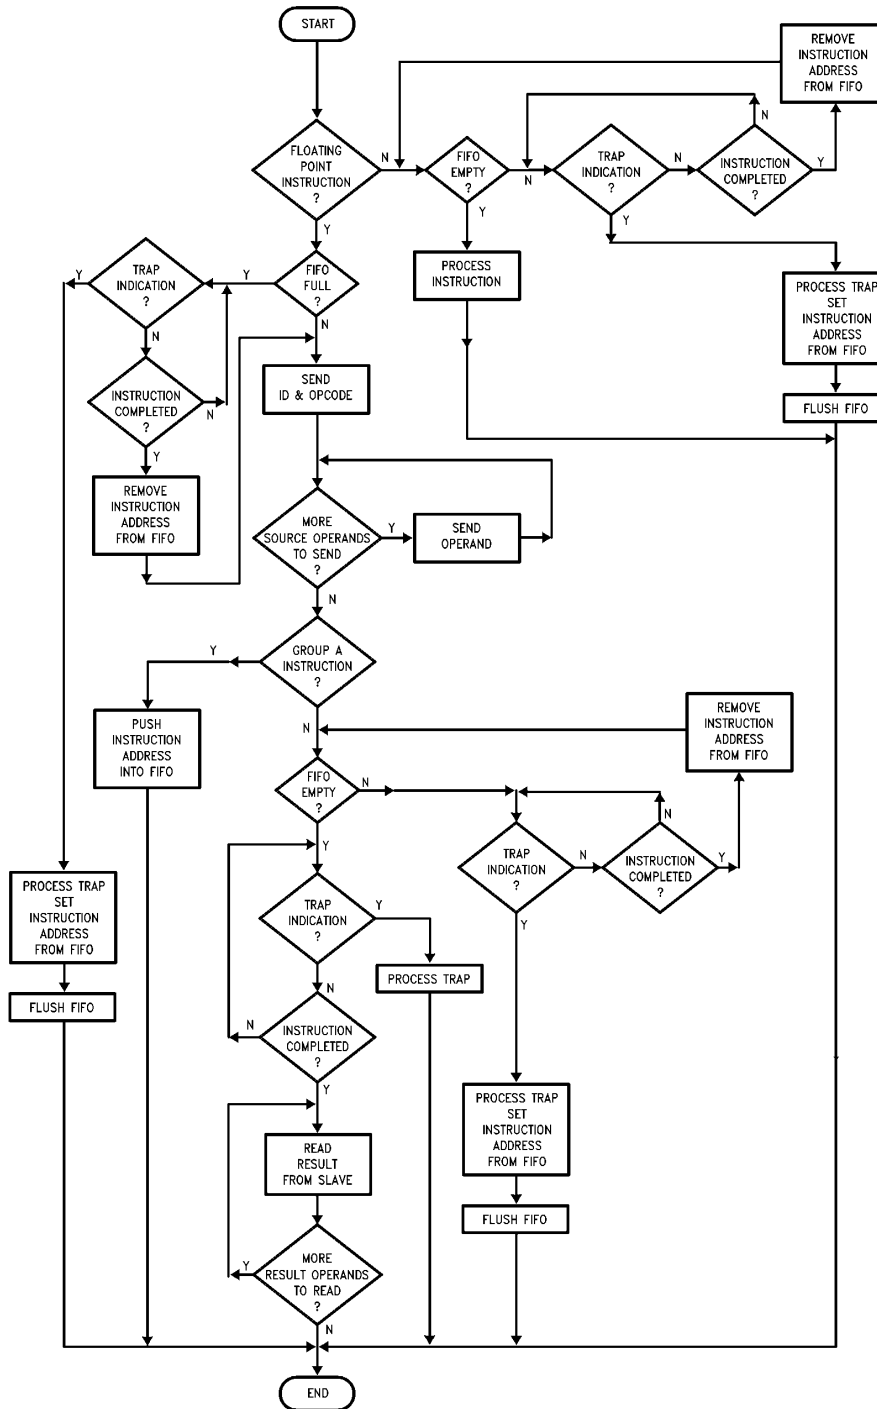 START
REMOVE
INSTRUCTION
ADDRESS
FROM FIFO
N
FLOATING
POINT
INSTRUCTION
?
N
FIFO
EMPTY
?
N
TRAP
INDICATION
?
N
INSTRUCTION
COMPLETED
?
Y
Y
Y
Y
TRAP
INDICATION
?
Y
Y
FIFO
FULL
?
PROCESS
INSTRUCTION
PROCESS TRAP
SET
INSTRUCTION
ADDRESS
FROM FIFO
N
N
INSTRUCTION
COMPLETED
?
N
SEND
ID & OPCODE
FLUSH FIFO
Y
REMOVE
INSTRUCTION
ADDRESS
FROM FIFO
MORE
SOURCE OPERANDS
TO SEND
?
Y
SEND
OPERAND
N
GROUP A
INSTRUCTION
?
Y
PUSH
INSTRUCTION
ADDRESS
INTO FIFO
N
REMOVE
INSTRUCTION
ADDRESS
FROM FIFO
FIFO
EMPTY
?
N
N
Y
TRAP
INDICATION
?
N
INSTRUCTION
COMPLETED
?
Y
PROCESS TRAP
SET
INSTRUCTION
ADDRESS
FROM FIFO
TRAP
INDICATION
?
Y
Y
PROCESS TRAP
N
FLUSH FIFO
N
INSTRUCTION
COMPLETED
?
Y
PROCESS TRAP
SET
INSTRUCTION
ADDRESS
FROM FIFO
READ
RESULT
FROM SLAVE
FLUSH FIFO
Y
MORE
RESULT OPERANDS
TO READ
?
N
END